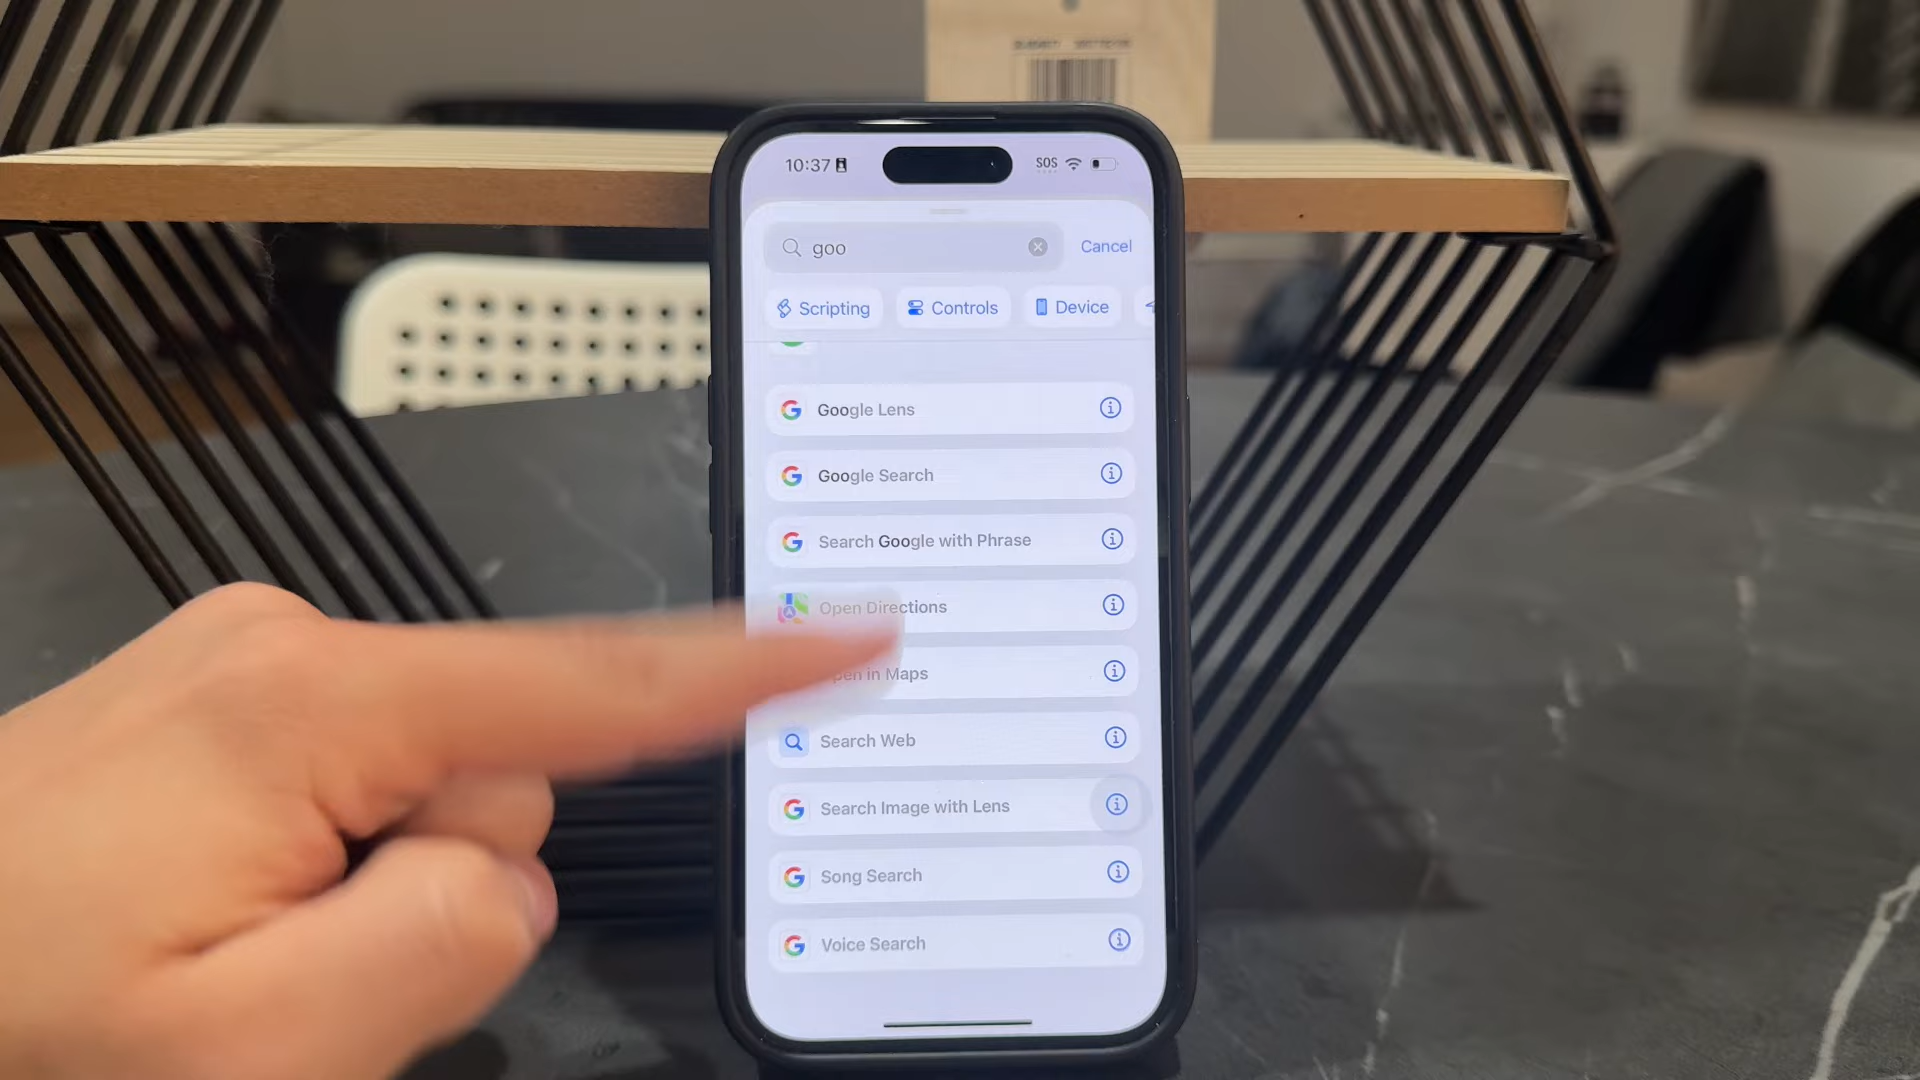 10:37
SOS
goo
Cancel
Scripting
Controls
Device
Google Lens
Google Search
Search Google with Phrase
Open Directions
Open in Maps
Search Web
Search Image with Lens
Song Search
Voice Search